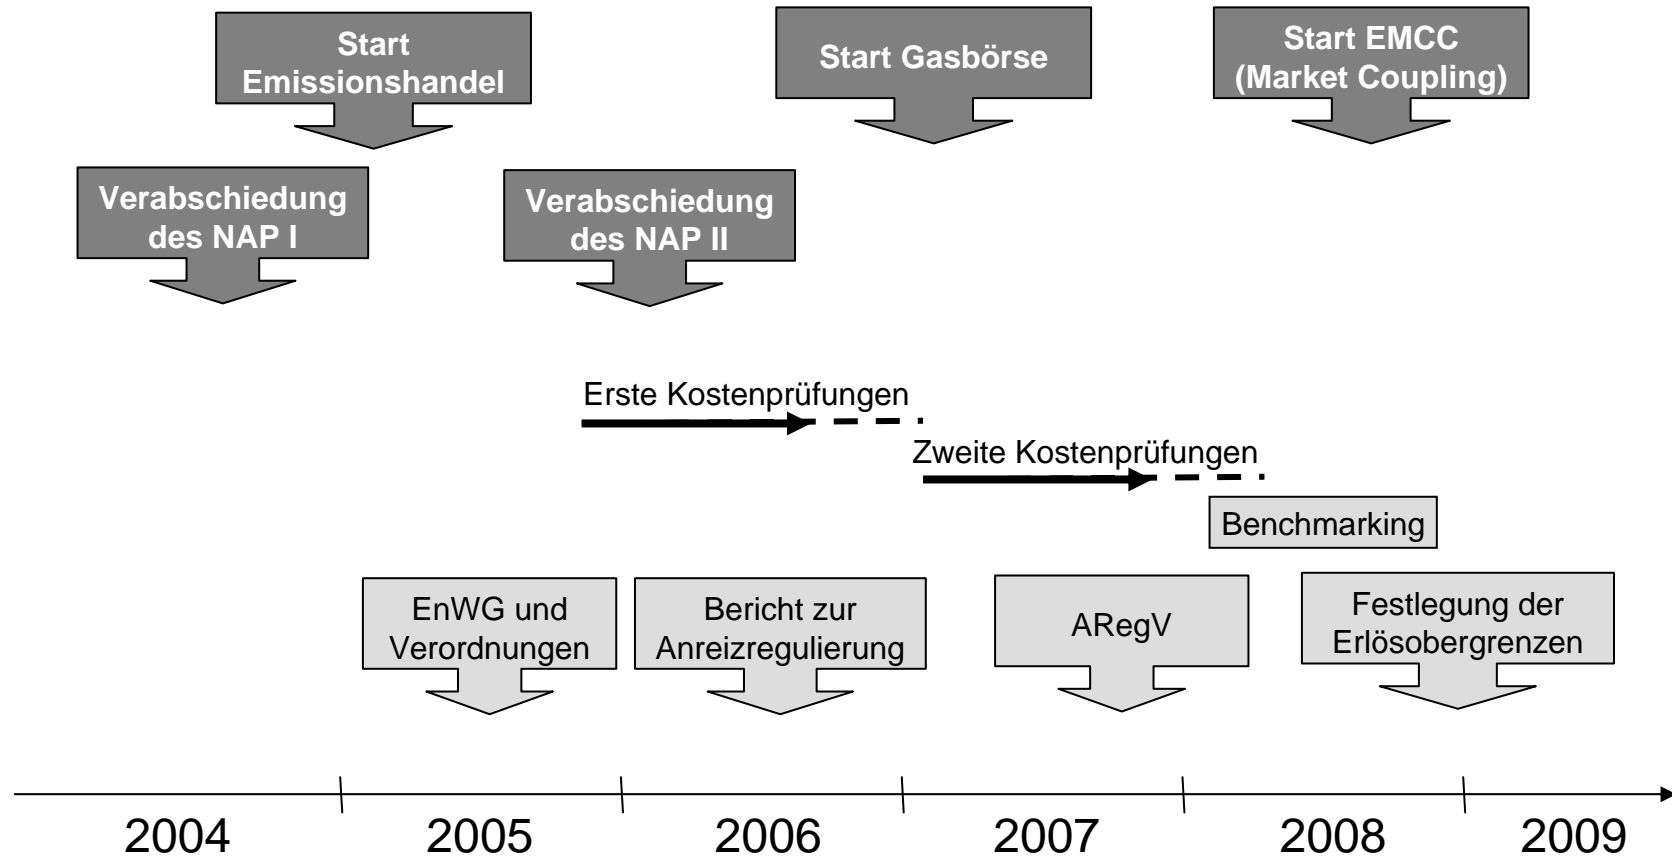 Start
Emissionshandel
Start Gasbörse
Start EMCC
(Market Coupling)
Verabschiedung
des NAP I
Verabschiedung
des NAP II
Erste Kostenprüfungen
Zweite Kostenprüfungen
Benchmarking
EnWG und
Verordnungen
Bericht zur
Anreizregulierung
ARegV
Festlegung der
Erlösobergrenzen
2004
2005
2006
2007
2008
2009